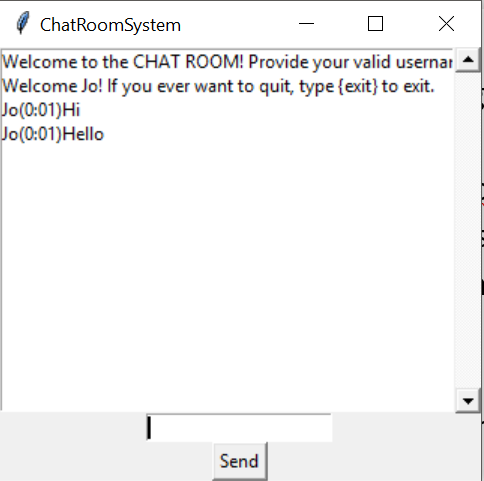 ChatRoomSystem
Welcome to the CHAT ROOM! Provide your valid
Welcome Jo! If you ever want to quit, type {exit} to exit.
Jo(0:01)Hi
Jo(0:01)Hello
Send